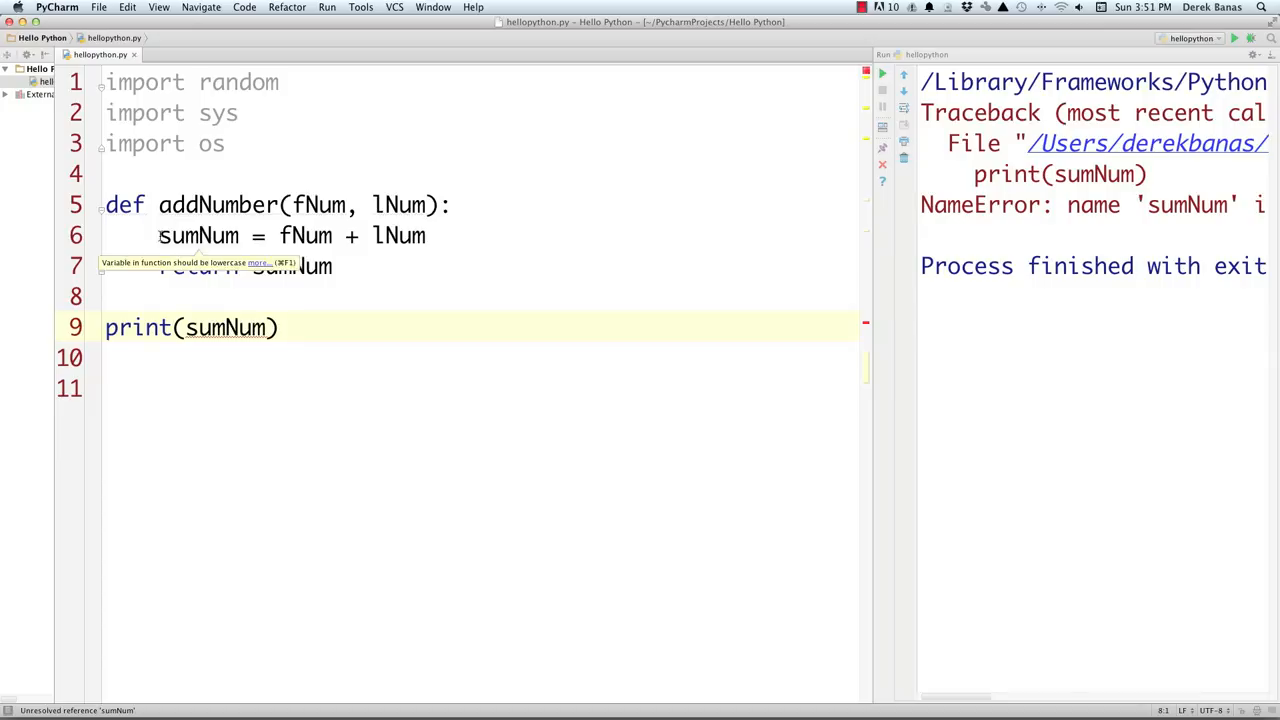 PyCharm File Edit View Navigate Code Refactor Run Tools VCS Window Help 10 Sun 3:51 PM Derek Banas
hellopython.py – Hello Python – [~/PycharmProjects/Hello Python]
Hello Python hellopython.py hellopython
hellopython.py Run hellopython
Hello P
hell
Externa
1 import random
2 import sys
3 import os
4
5 def addNumber(fNum, lNum):
6 sumNum = fNum + lNum
Variable in function should be lowercase more... (⌘F1)
7 return sumNum
8
9 print(sumNum)
10
11
/Library/Frameworks/Python
Traceback (most recent cal
File "/Users/derekbanas/
print(sumNum)
NameError: name 'sumNum' i
Process finished with exit
Unresolved reference 'sumNum' 8:1 LF UTF-8